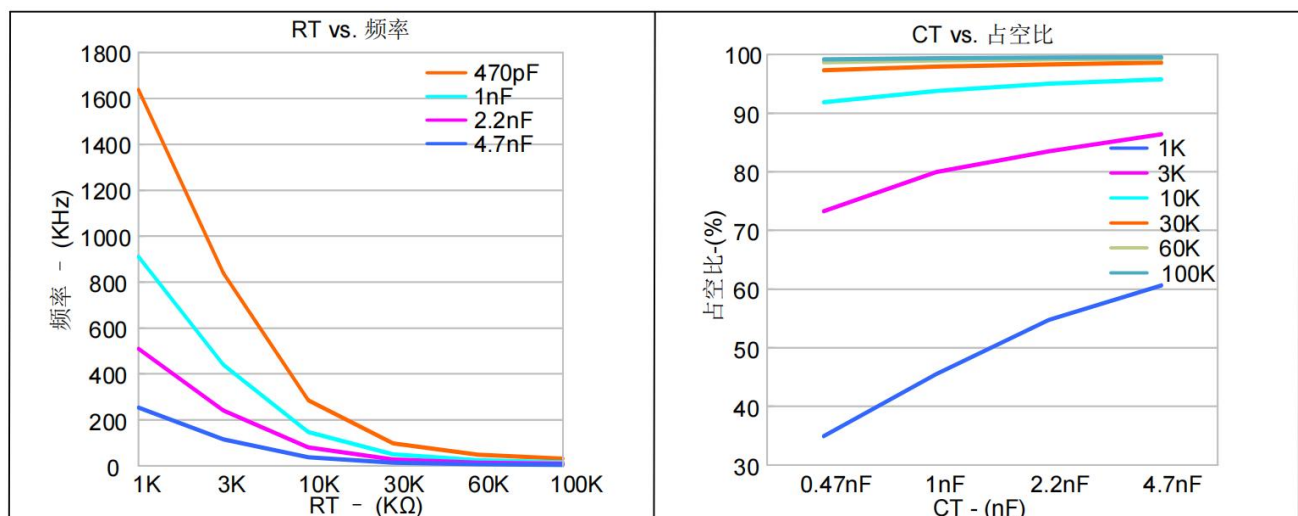 RT vs. 频率
1800
1600
1400
1200
1000
800
600
400
200
0
频率 - (KHz)
470pF
1nF
2.2nF
4.7nF
1K 3K 10K 30K 60K 100K
RT - (KΩ)
CT vs. 占空比
100
90
80
70
60
50
40
30
占空比-(%)
1K
3K
10K
30K
60K
100K
0.47nF 1nF 2.2nF 4.7nF
CT - (nF)